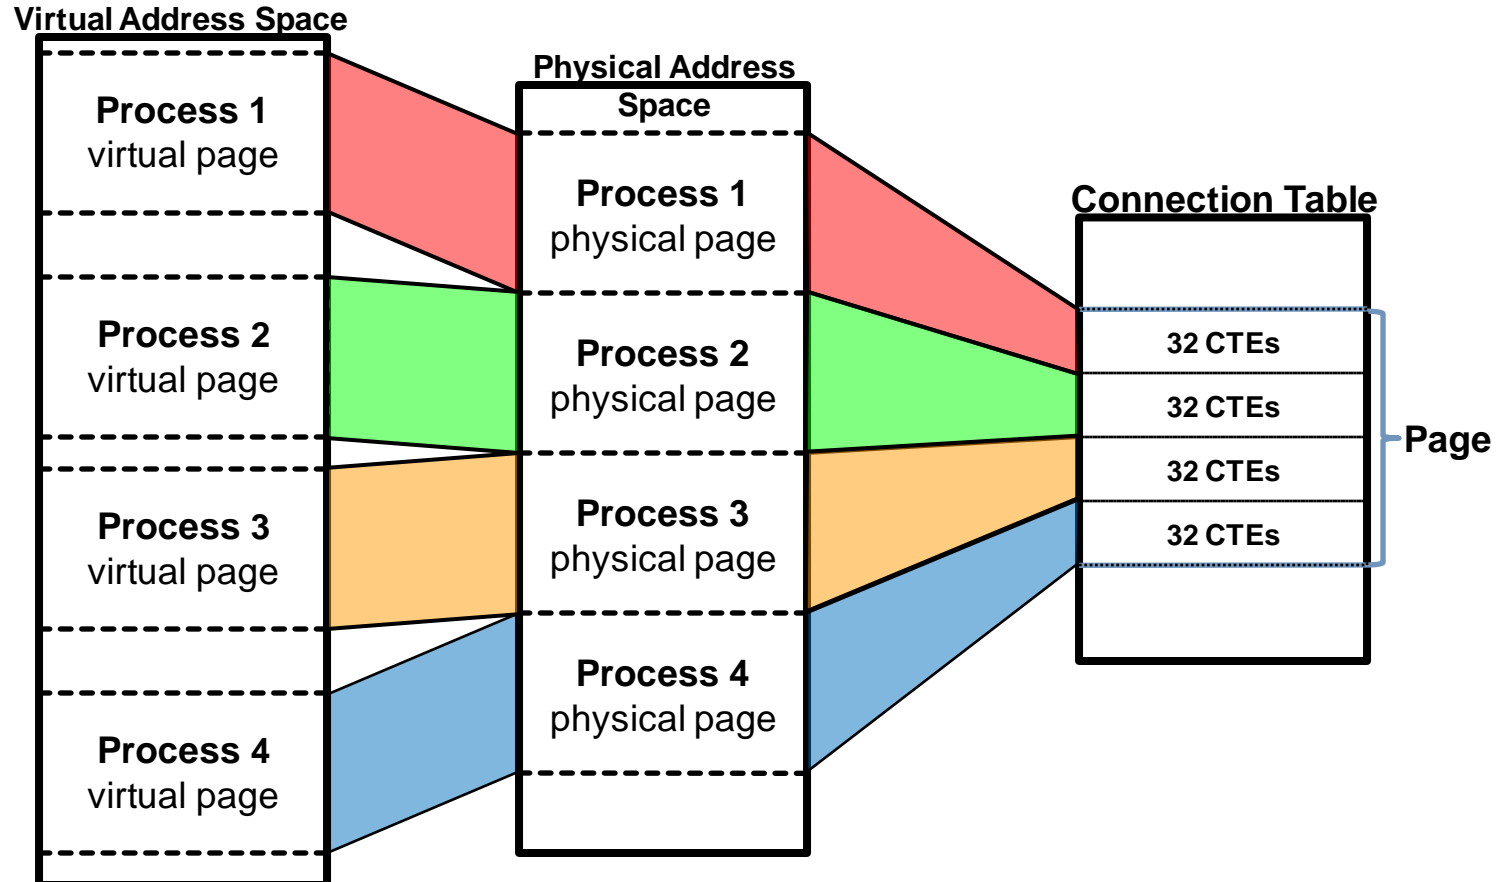 Virtual Address Space
Process 1
virtual page
Process 2
virtual page
Process 3
virtual page
Process 4
virtual page
Physical Address
Space
Process 1
physical page
Process 2
physical page
Process 3
physical page
Process 4
physical page
Connection Table
32 CTEs
32 CTEs
32 CTEs
32 CTEs
Page